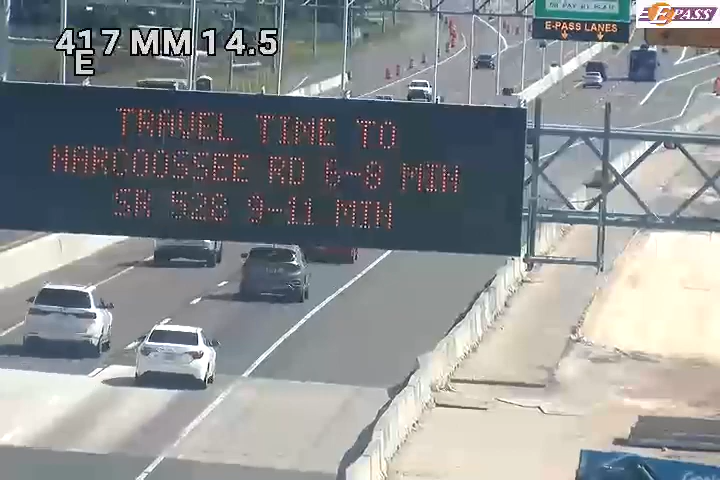 417 MM 14.5
E
E-PASS
E-PASS LANES
TRAVEL TIME TO
NARCOOSSEE RD 6-8 MIN
SR 528 9-11 MIN